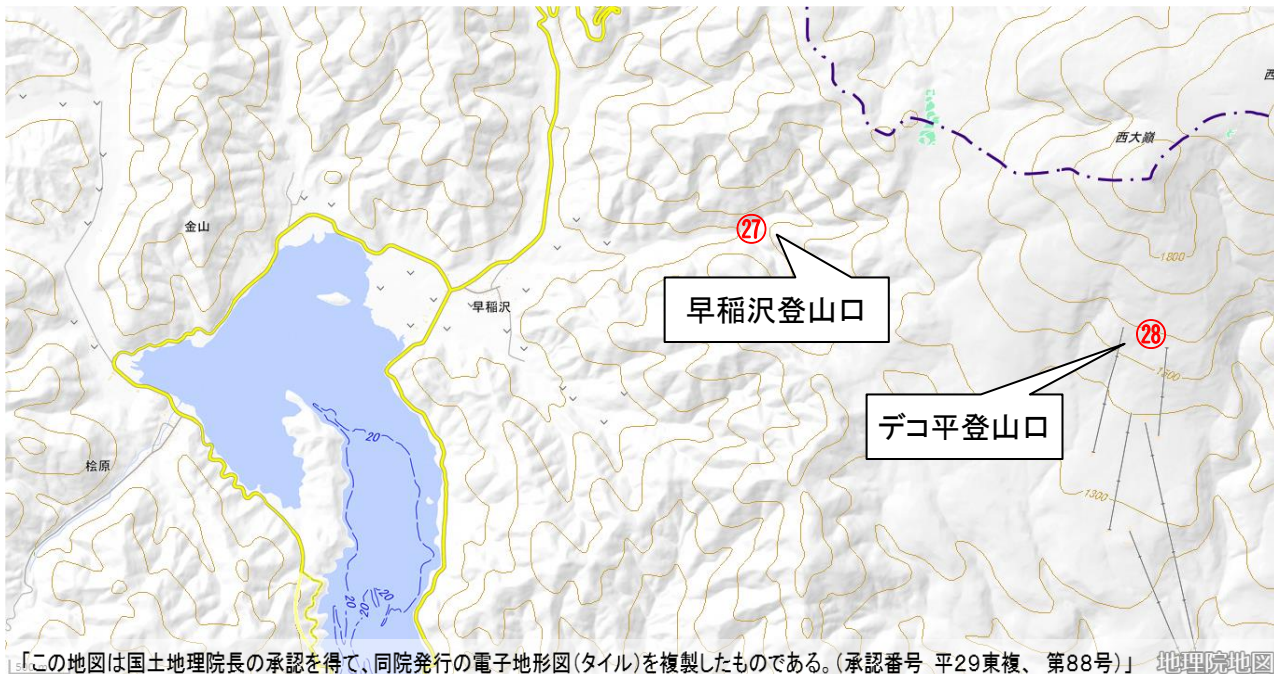 西
西大巓
金山
㉗
1800
早稲沢登山口
早稲沢
㉘
デコ平登山口
20
桧原
1300
20
20
20
「この地図は国土地理院長の承認を得て、同院発行の電子地形図(タイル)を複製したものである。(承認番号 平29東複、 第88号)」
地理院地図